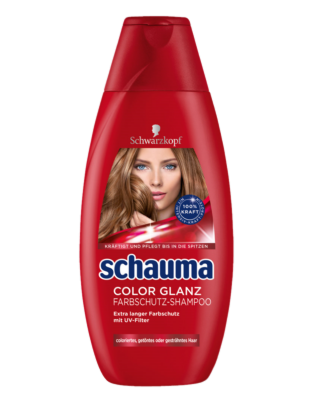 Schwarzkopf
100%
KRAFT
KRÄFTIGT UND PFLEGT BIS IN DIE SPITZEN
schauma
COLOR GLANZ
FARBSCHUTZ-SHAMPOO
Extra langer Farbschutz
mit UV-Filter
coloriertes, getöntes oder gesträhntes Haar